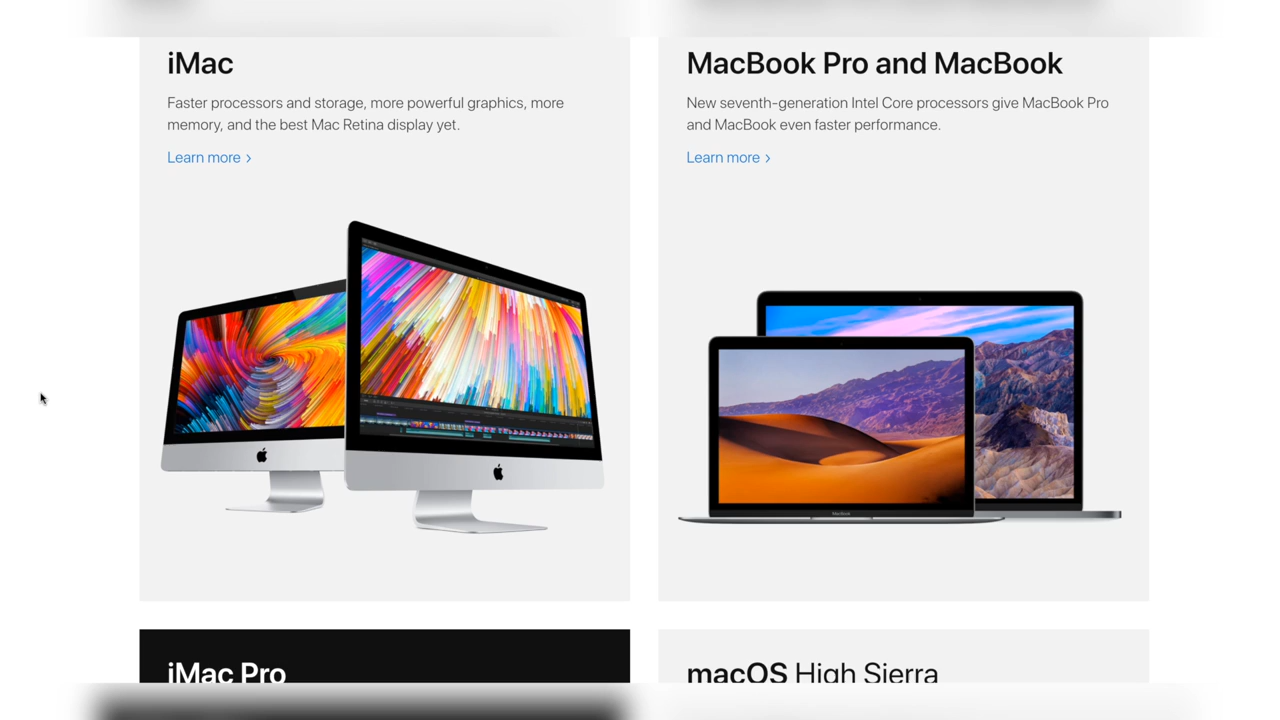 iMac
Faster processors and storage, more powerful graphics, more
memory, and the best Mac Retina display yet.
Learn more ›
MacBook Pro and MacBook
New seventh-generation Intel Core processors give MacBook Pro
and MacBook even faster performance.
Learn more ›
MacBook
iMac Pro
macOS High Sierra